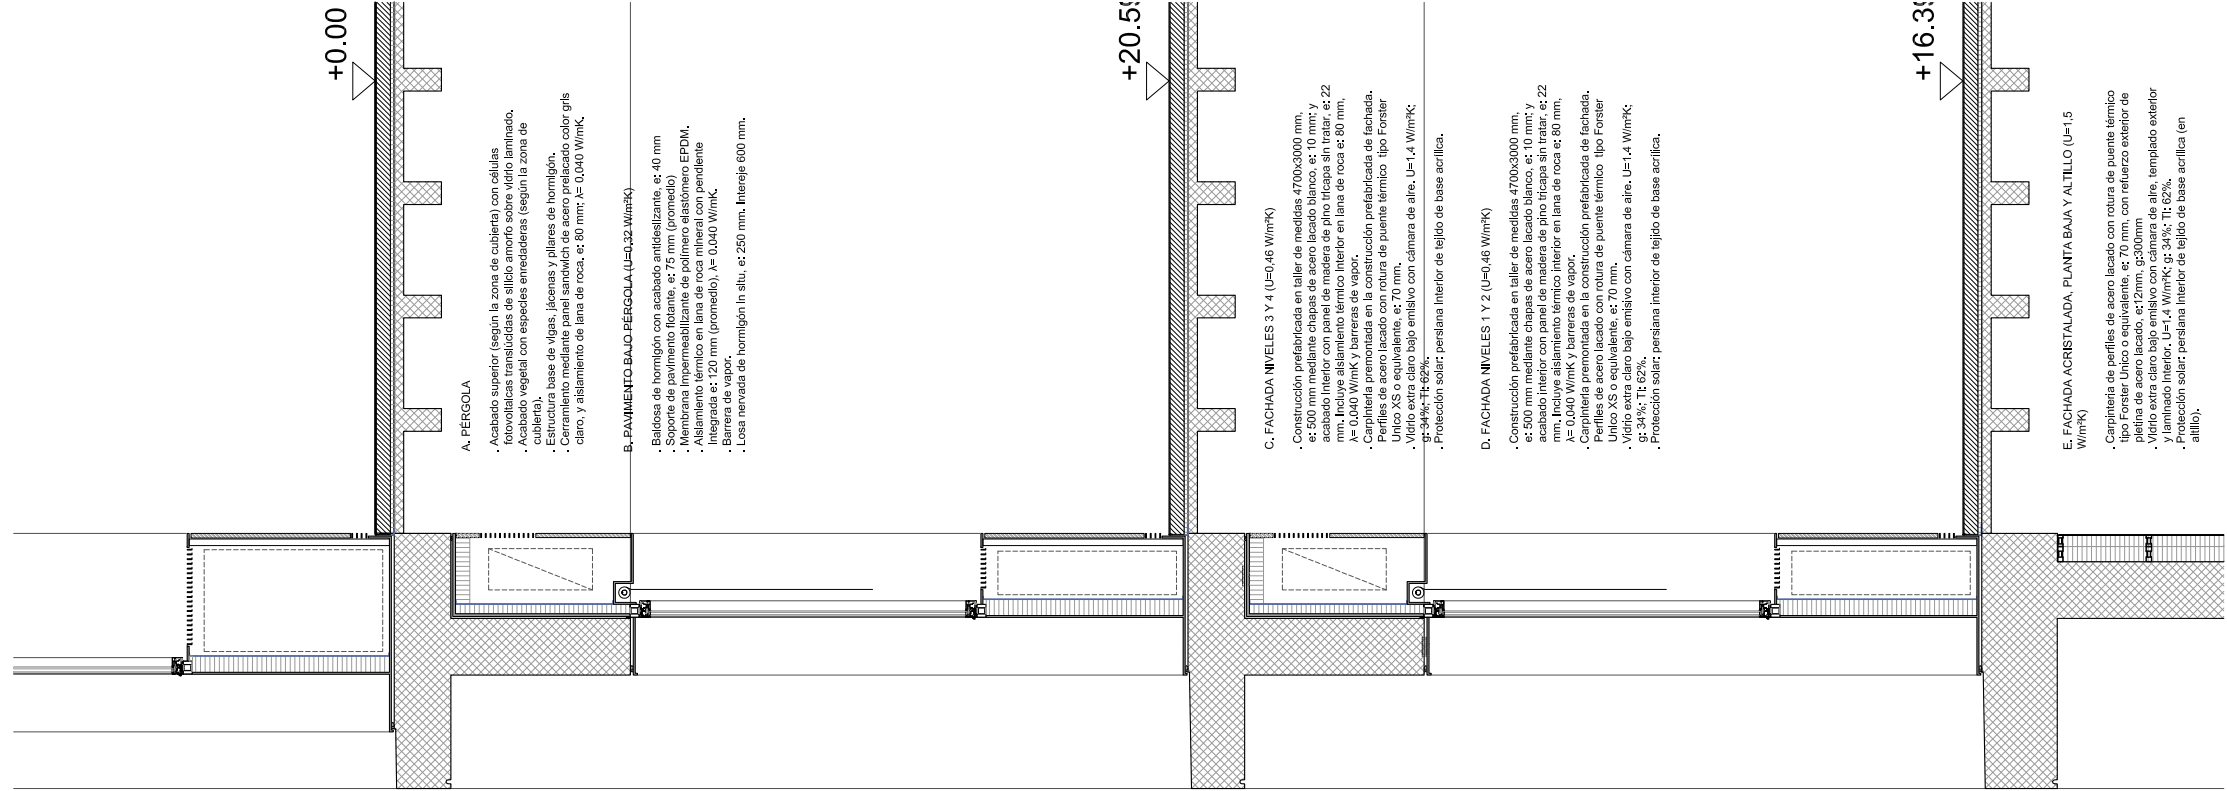 +0.00
+20.59
+16.39
A. PÉRGOLA
. Acabado superior (según la zona de cubierta) con células
fotovoltaicas translúcidas de silicio amorfo sobre vidrio laminado.
. Acabado vegetal con especies enredaderas (según la zona de
cubierta).
. Estructura base de vigas, jácenas y pilares de hormigón.
. Cerramiento mediante panel sandwich de acero prelacado color gris
claro, y aislamiento de lana de roca, e: 80 mm; λ= 0,040 W/mK.
B. PAVIMENTO BAJO PÉRGOLA (U=0,32 W/m²K)
. Baldosa de hormigón con acabado antideslizante, e: 40 mm
. Soporte de pavimento flotante, e: 75 mm (promedio)
. Membrana impermeabilizante de polímero elastómero EPDM.
. Aislamiento térmico en lana de roca mineral con pendiente
integrada e: 120 mm (promedio), λ= 0.040 W/mK.
. Barrera de vapor.
. Losa nervada de hormigón in situ, e: 250 mm. Intereje 600 mm.
C. FACHADA NIVELES 3 Y 4 (U=0,46 W/m²K)
. Construcción prefabricada en taller de medidas 4700x3000 mm,
e: 500 mm mediante chapas de acero lacado blanco, e: 10 mm; y
acabado interior con panel de madera de pino tricapa sin tratar, e: 22
mm. Incluye aislamiento térmico interior en lana de roca e: 80 mm,
λ= 0,040 W/mK y barreras de vapor.
. Carpintería premontada en la construcción prefabricada de fachada.
Perfiles de acero lacado con rotura de puente térmico tipo Forster
Unico XS o equivalente, e: 70 mm.
. Vidrio extra claro bajo emisivo con cámara de aire. U=1.4 W/m²K;
g: 34%; Tl: 62%.
. Protección solar: persiana interior de tejido de base acrílica.
D. FACHADA NIVELES 1 Y 2 (U=0,46 W/m²K)
. Construcción prefabricada en taller de medidas 4700x3000 mm,
e: 500 mm mediante chapas de acero lacado blanco, e: 10 mm; y
acabado interior con panel de madera de pino tricapa sin tratar, e: 22
mm. Incluye aislamiento térmico interior en lana de roca e: 80 mm,
λ= 0,040 W/mK y barreras de vapor.
. Carpintería premontada en la construcción prefabricada de fachada.
Perfiles de acero lacado con rotura de puente térmico tipo Forster
Unico XS o equivalente, e: 70 mm.
. Vidrio extra claro bajo emisivo con cámara de aire. U=1.4 W/m²K;
g: 34%; Tl: 62%.
. Protección solar: persiana interior de tejido de base acrílica.
E. FACHADA ACRISTALADA, PLANTA BAJA Y ALTILLO (U=1,5
W/m²K)
. Carpinteria de perfiles de acero lacado con rotura de puente térmico
tipo Forster Unico o equivalente, e: 70 mm, con refuerzo exterior de
pletina de acero lacado, e:12mm, g:300mm
. Vidrio extra claro bajo emisivo con cámara de aire, templado exterior
y laminado interior. U=1.4 W/m²K; g: 34%; Tl: 62%.
. Protección solar: persiana interior de tejido de base acrílica (en
altillo).